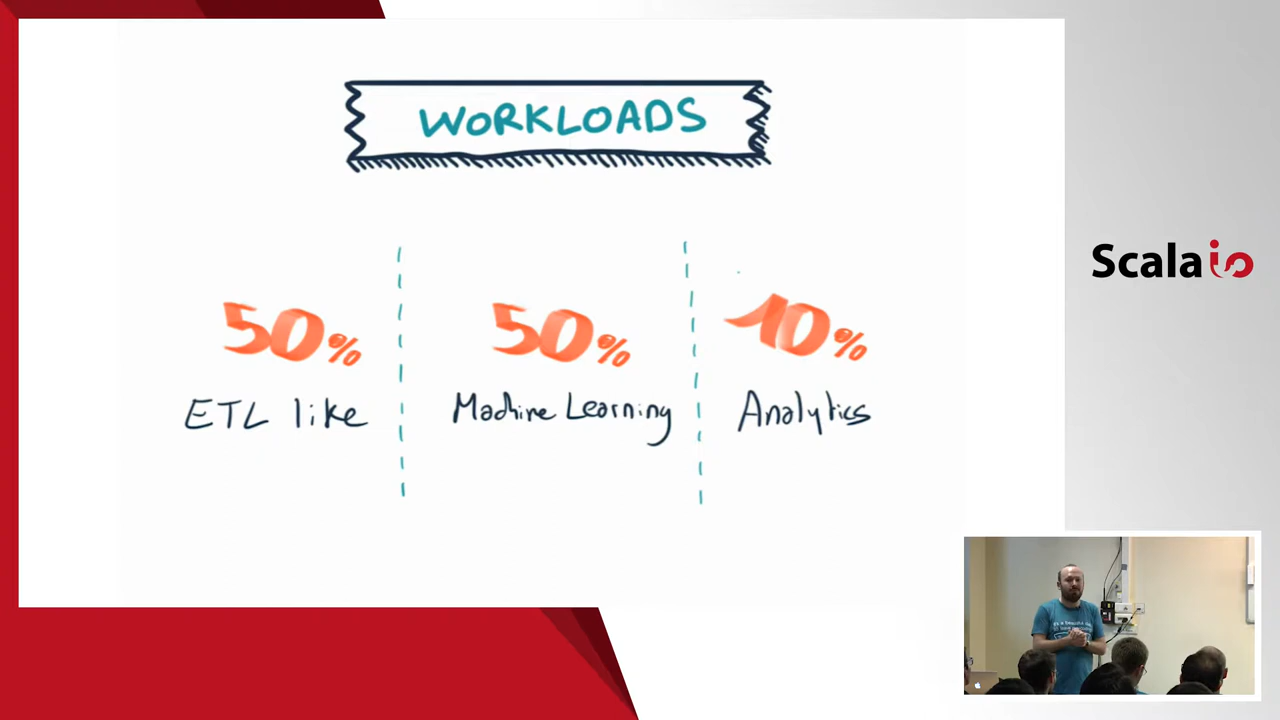 WORKLOADS
50%
ETL like
50%
Machine Learning
10%
Analytics
Scala io